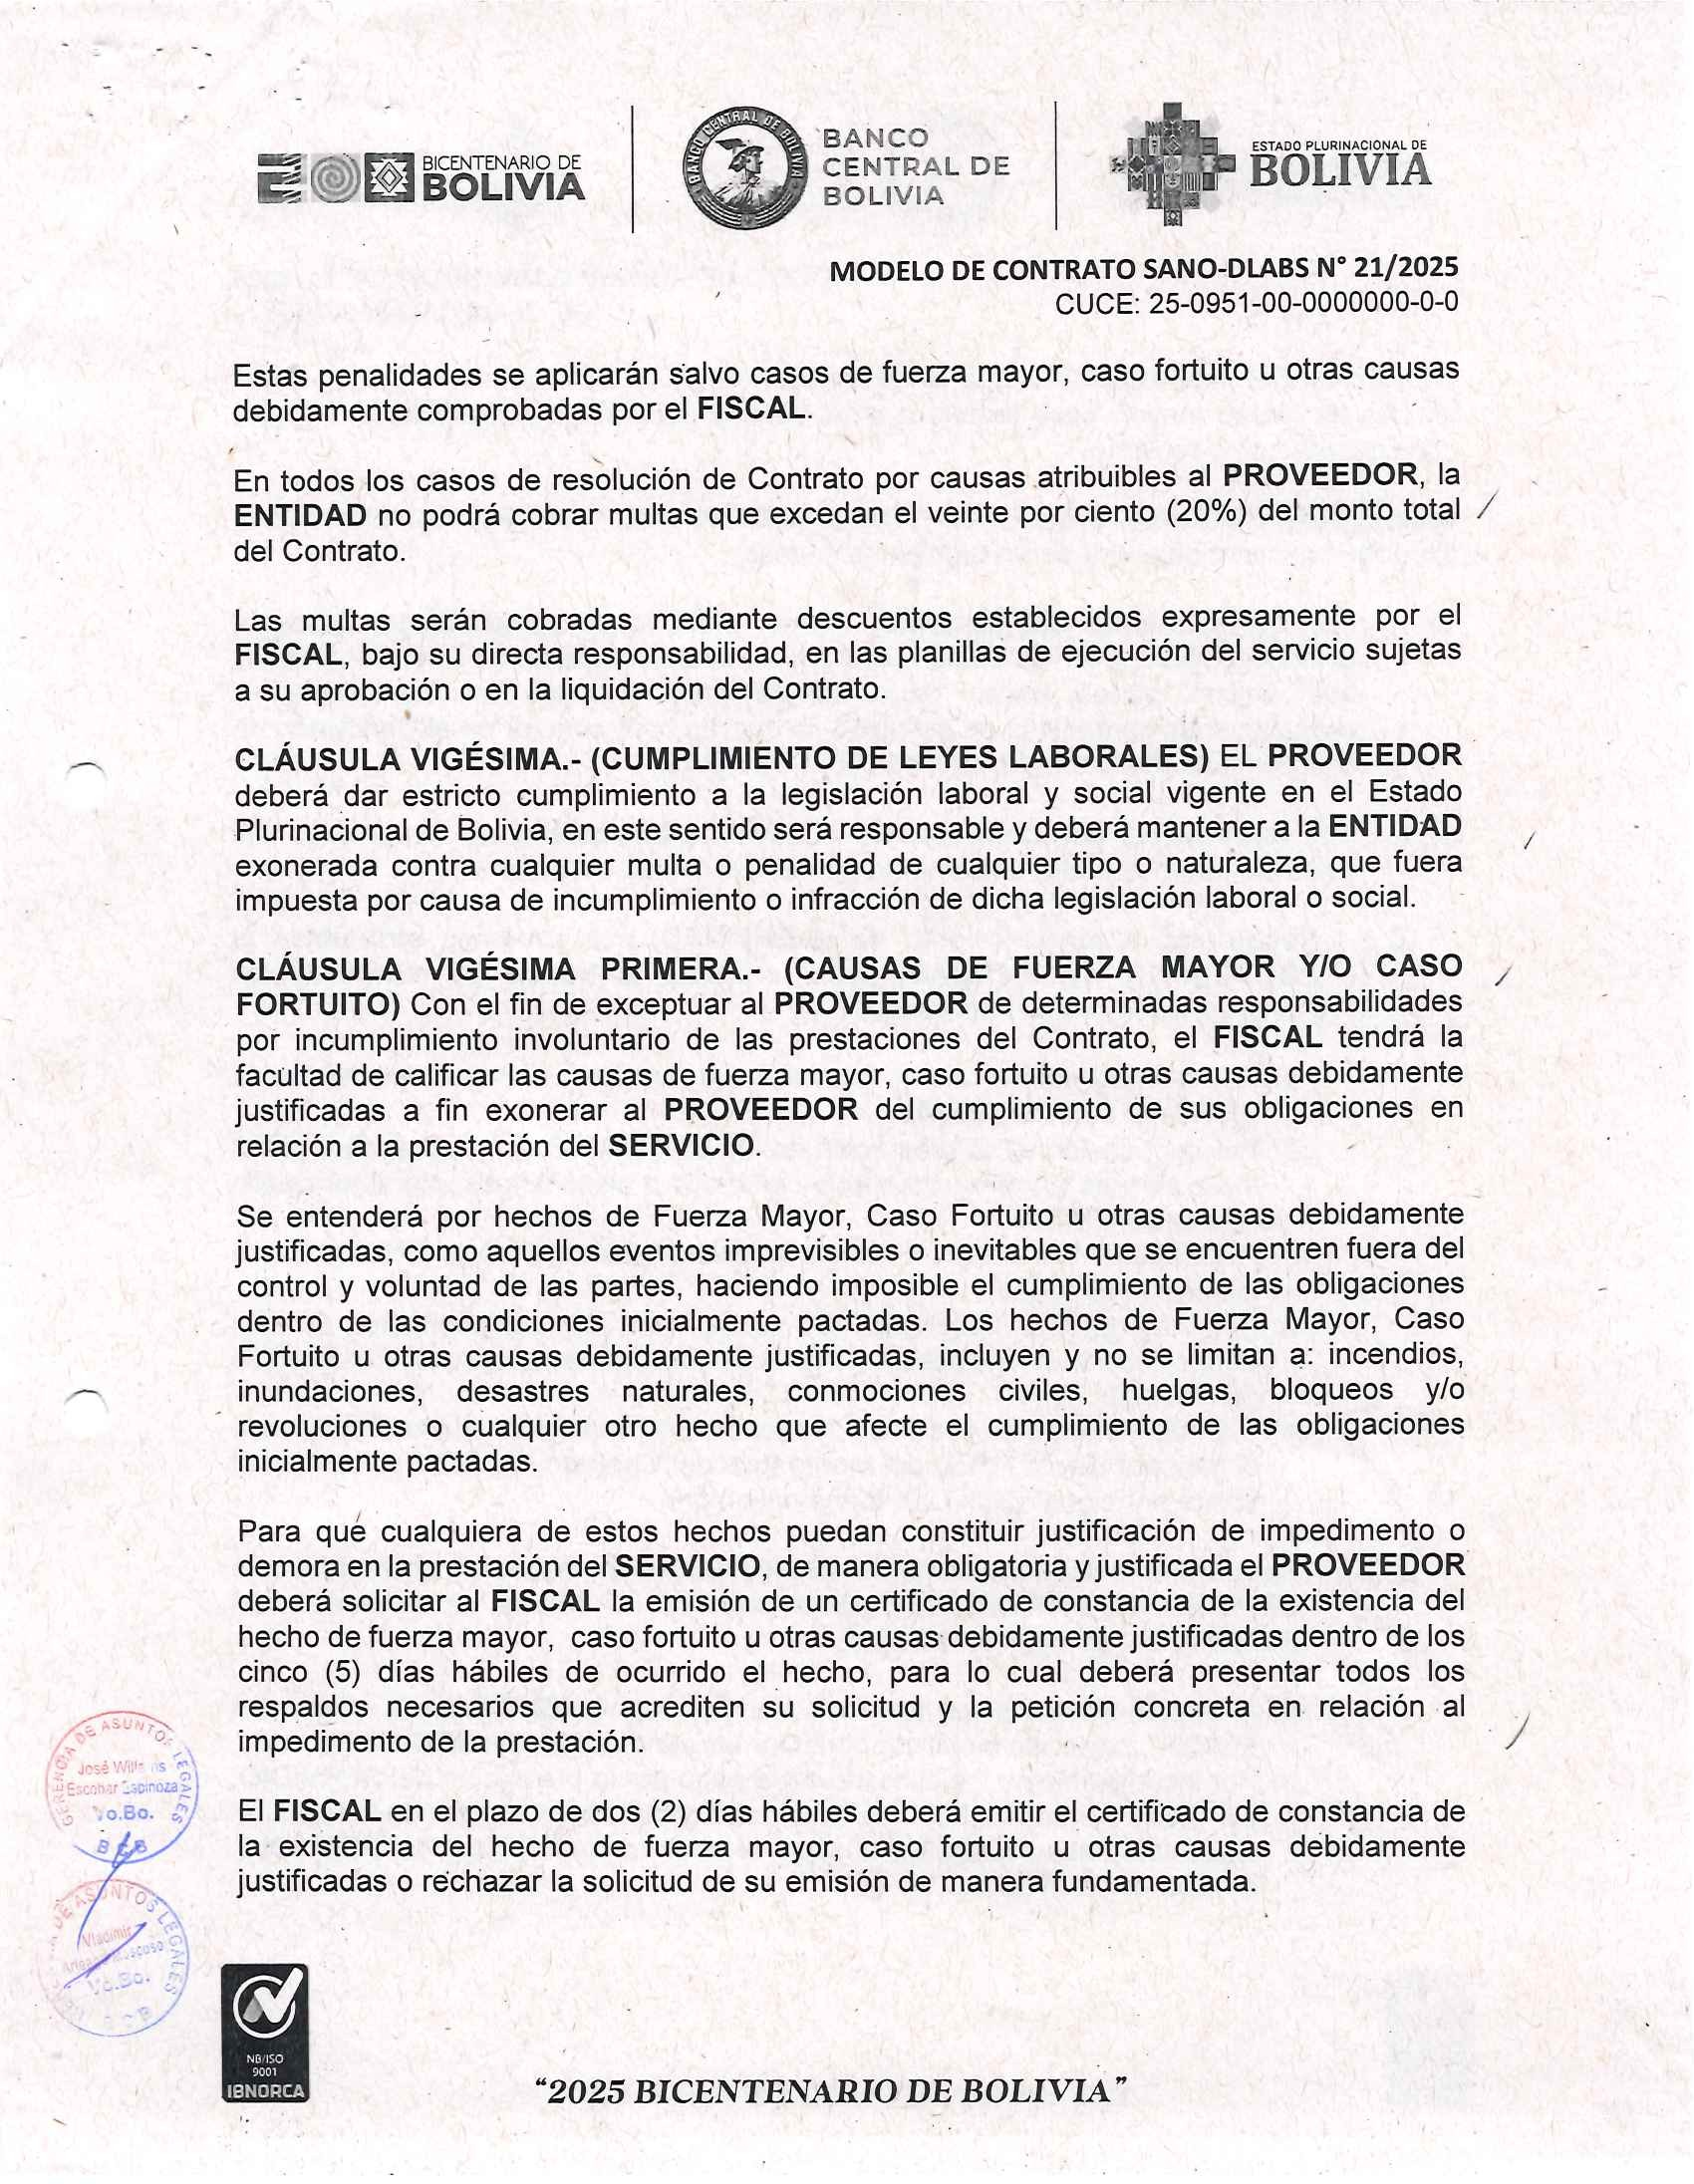 BICENTENARIO DE
BOLIVIA
BANCO CENTRAL DE BOLIVIA
BANCO
CENTRAL DE
BOLIVIA
ESTADO PLURINACIONAL DE
BOLIVIA
MODELO DE CONTRATO SANO-DLABS N° 21/2025
CUCE: 25-0951-00-0000000-0-0
Estas penalidades se aplicarán salvo casos de fuerza mayor, caso fortuito u otras causas
debidamente comprobadas por el FISCAL.
En todos los casos de resolución de Contrato por causas atribuibles al PROVEEDOR, la
ENTIDAD no podrá cobrar multas que excedan el veinte por ciento (20%) del monto total
del Contrato.
Las multas serán cobradas mediante descuentos establecidos expresamente por el
FISCAL, bajo su directa responsabilidad, en las planillas de ejecución del servicio sujetas
a su aprobación o en la liquidación del Contrato.
CLÁUSULA VIGÉSIMA.- (CUMPLIMIENTO DE LEYES LABORALES) EL PROVEEDOR
deberá dar estricto cumplimiento a la legislación laboral y social vigente en el Estado
Plurinacional de Bolivia, en este sentido será responsable y deberá mantener a la ENTIDAD
exonerada contra cualquier multa o penalidad de cualquier tipo o naturaleza, que fuera
impuesta por causa de incumplimiento o infracción de dicha legislación laboral o social.
CLÁUSULA VIGÉSIMA PRIMERA.- (CAUSAS DE FUERZA MAYOR Y/O CASO
FORTUITO) Con el fin de exceptuar al PROVEEDOR de determinadas responsabilidades
por incumplimiento involuntario de las prestaciones del Contrato, el FISCAL tendrá la
facultad de calificar las causas de fuerza mayor, caso fortuito u otras causas debidamente
justificadas a fin exonerar al PROVEEDOR del cumplimiento de sus obligaciones en
relación a la prestación del SERVICIO.
Se entenderá por hechos de Fuerza Mayor, Caso Fortuito u otras causas debidamente
justificadas, como aquellos eventos imprevisibles o inevitables que se encuentren fuera del
control y voluntad de las partes, haciendo imposible el cumplimiento de las obligaciones
dentro de las condiciones inicialmente pactadas. Los hechos de Fuerza Mayor, Caso
Fortuito u otras causas debidamente justificadas, incluyen y no se limitan a: incendios,
inundaciones, desastres naturales, conmociones civiles, huelgas, bloqueos y/o
revoluciones o cualquier otro hecho que afecte el cumplimiento de las obligaciones
inicialmente pactadas.
Para que cualquiera de estos hechos puedan constituir justificación de impedimento o
demora en la prestación del SERVICIO, de manera obligatoria y justificada el PROVEEDOR
deberá solicitar al FISCAL la emisión de un certificado de constancia de la existencia del
hecho de fuerza mayor, caso fortuito u otras causas debidamente justificadas dentro de los
cinco (5) días hábiles de ocurrido el hecho, para lo cual deberá presentar todos los
respaldos necesarios que acrediten su solicitud y la petición concreta en relación al
impedimento de la prestación.
El FISCAL en el plazo de dos (2) días hábiles deberá emitir el certificado de constancia de
la existencia del hecho de fuerza mayor, caso fortuito u otras causas debidamente
justificadas o rechazar la solicitud de su emisión de manera fundamentada.
GERENCIA DE ASUNTOS LEGALES
José
Escobar Espinoza
Vo.Bo.
BCB
DE ASUNTOS LEGALES
Vladimir
Vo.Bo.
NB/ISO
9001
IBNORCA
“2025 BICENTENARIO DE BOLIVIA”